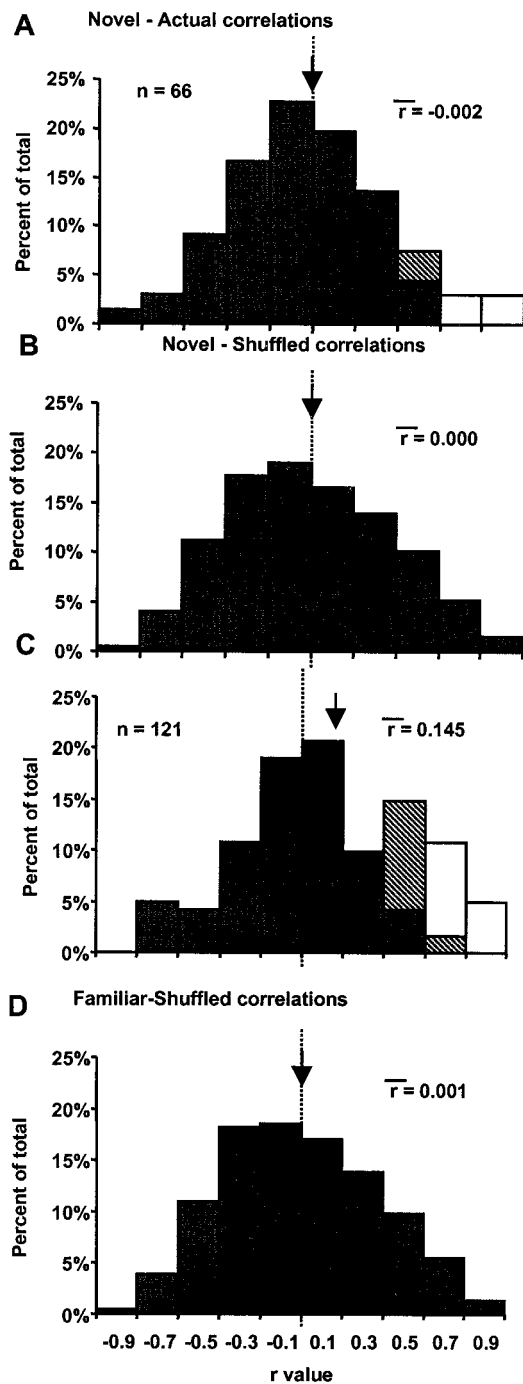 A
Novel - Actual correlations
n = 66
r = -0.002
Percent of total
25%
20%
15%
10%
5%
0%
B
Novel - Shuffled correlations
r = 0.000
Percent of total
25%
20%
15%
10%
5%
0%
C
n = 121
r = 0.145
Percent of total
25%
20%
15%
10%
5%
0%
D
Familiar-Shuffled correlations
r = 0.001
Percent of total
25%
20%
15%
10%
5%
0%
-0.9 -0.7 -0.5 -0.3 -0.1 0.1 0.3 0.5 0.7 0.9
r value